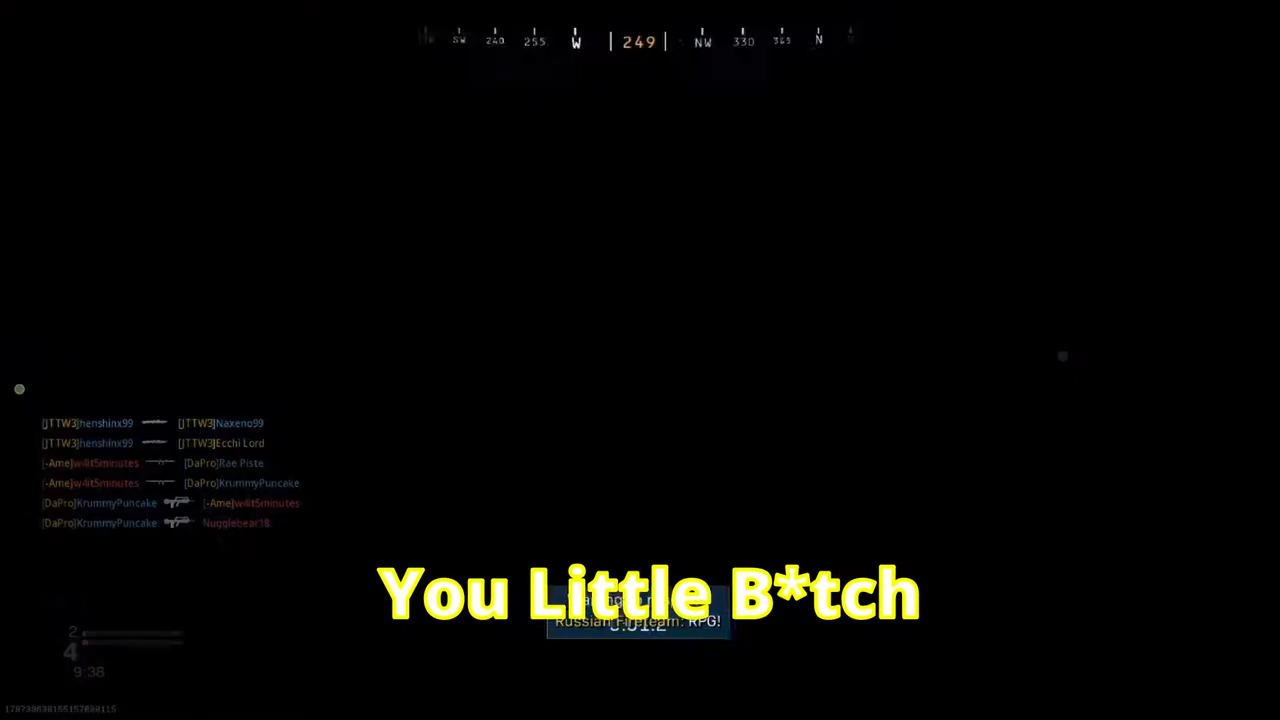 SW 240 255 W 249 NW 330 345 N
[JTTW3]henshinx99 [JTTW3]Naxeno99
[JTTW3]henshinx99 [JTTW3]Ecchi Lord
[-Ame]w4it5minutes [DaPro]Rae Piste
[-Ame]w4it5minutes [DaPro]KrummyPuncake
[DaPro]KrummyPuncake [-Ame]w4it5minutes
[DaPro]KrummyPuncake Nugglebear18
You Little B*tch
Russian Fireteam: RPG!
2
4
9:38